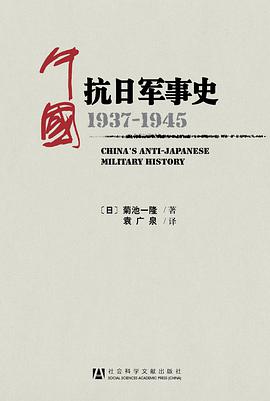 中國
抗日军事史
1937-1945
CHINA'S ANTI-JAPANESE
MILITARY HISTORY
〔日〕菊池一隆／著
袁广泉／译
社会科学文献出版社
SOCIAL SCIENCES ACADEMIC PRESS (CHINA)